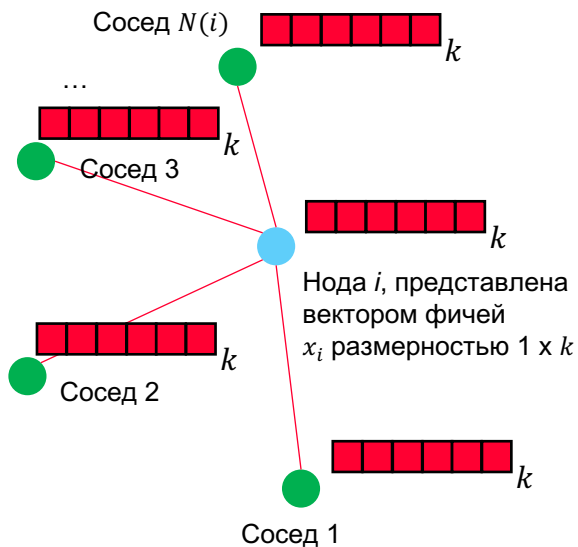 Сосед N(i)
k
…
k
Сосед 3
k
Нода i, представлена
вектором фичей
x_i размерностью 1 x k
k
Сосед 2
k
Сосед 1